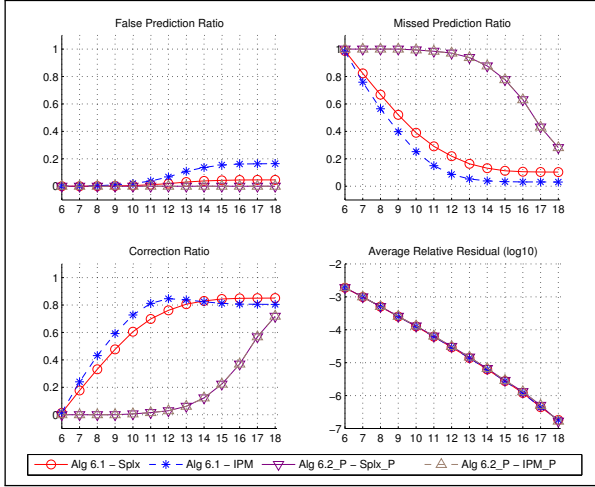 False Prediction Ratio
1
0.8
0.6
0.4
0.2
0
6 7 8 9 10 11 12 13 14 15 16 17 18
Missed Prediction Ratio
1
0.8
0.6
0.4
0.2
0
6 7 8 9 10 11 12 13 14 15 16 17 18
Correction Ratio
1
0.8
0.6
0.4
0.2
0
6 7 8 9 10 11 12 13 14 15 16 17 18
Average Relative Residual (log10)
−2
−3
−4
−5
−6
−7
6 7 8 9 10 11 12 13 14 15 16 17 18
Alg 6.1 − Splx
Alg 6.1 − IPM
Alg 6.2_P − Splx_P
Alg 6.2_P − IPM_P